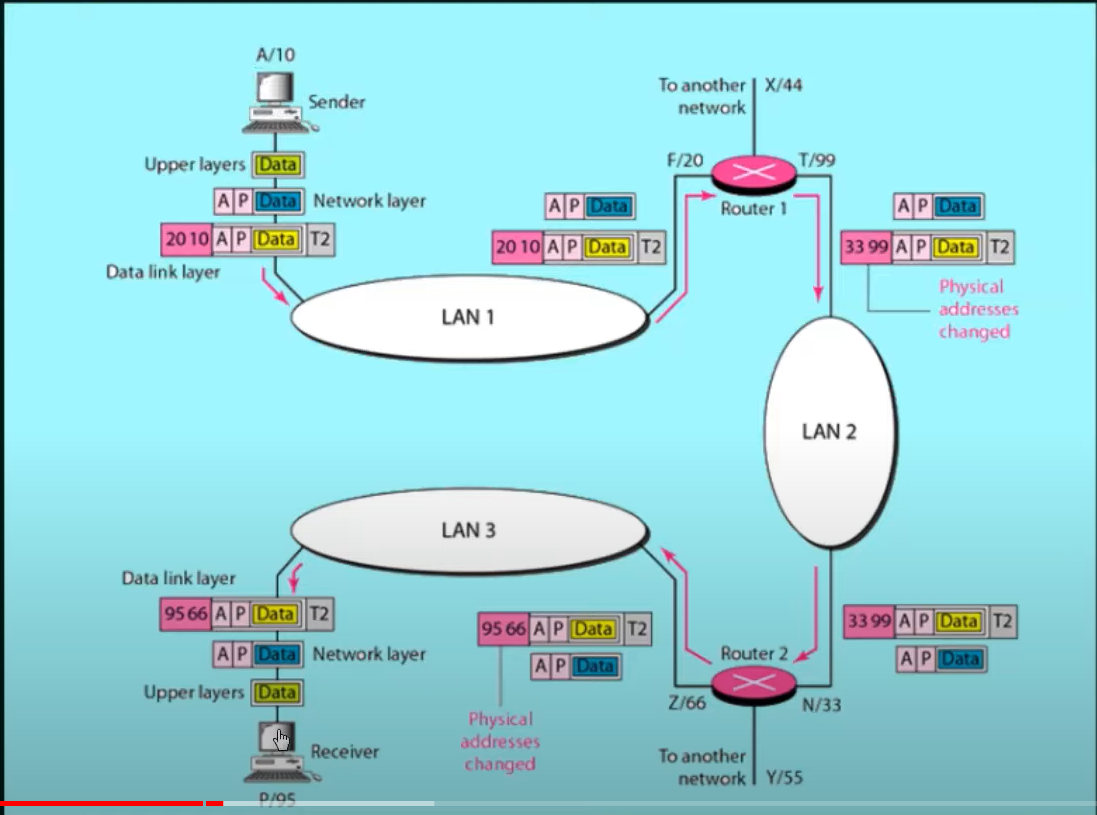 A/10
Sender
Upper layers Data
A P Data Network layer
20 10 A P Data T2
Data link layer
LAN 1
To another
network
X/44
F/20
T/99
Router 1
A P Data
20 10 A P Data T2
A P Data
33 99 A P Data T2
Physical
addresses
changed
LAN 2
33 99 A P Data T2
A P Data
Router 2
Z/66
N/33
To another
network
Y/55
95 66 A P Data T2
A P Data
Physical
addresses
changed
LAN 3
Data link layer
95 66 A P Data T2
A P Data Network layer
Upper layers Data
Receiver
P/95